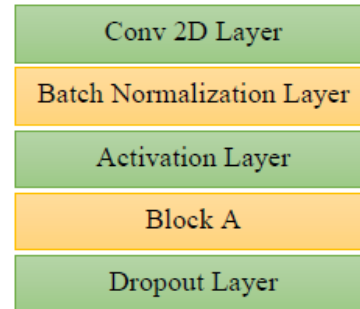 Conv 2D Layer
Batch Normalization Layer
Activation Layer
Block A
Dropout Layer